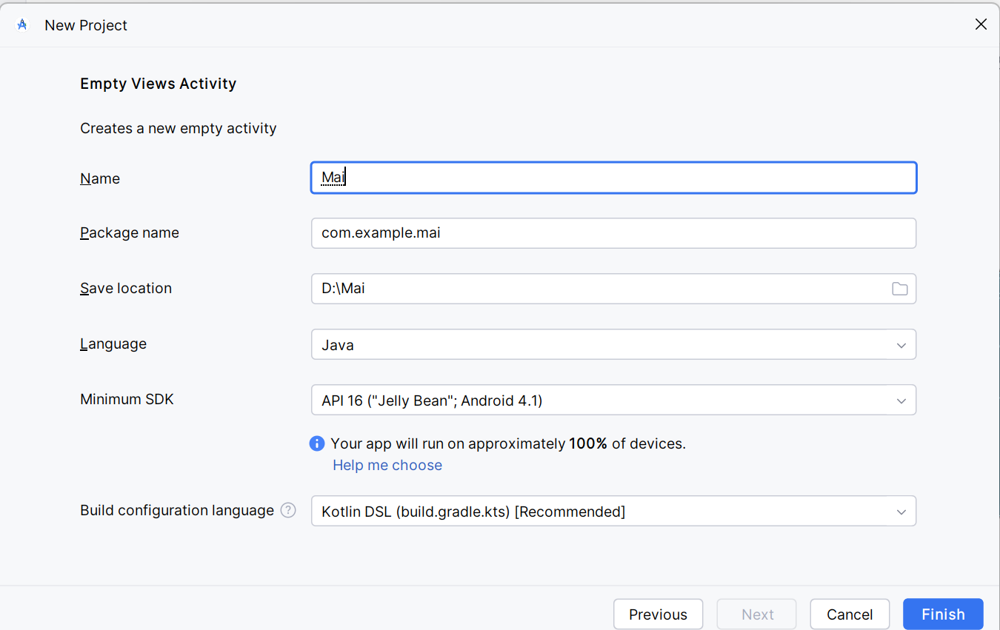 New Project
Empty Views Activity
Creates a new empty activity
Name
Mai
Package name
com.example.mai
Save location
D:\Mai
Language
Java
Minimum SDK
API 16 ("Jelly Bean"; Android 4.1)
Your app will run on approximately 100% of devices.
Help me choose
Build configuration language ?
Kotlin DSL (build.gradle.kts) [Recommended]
Previous Next Cancel Finish